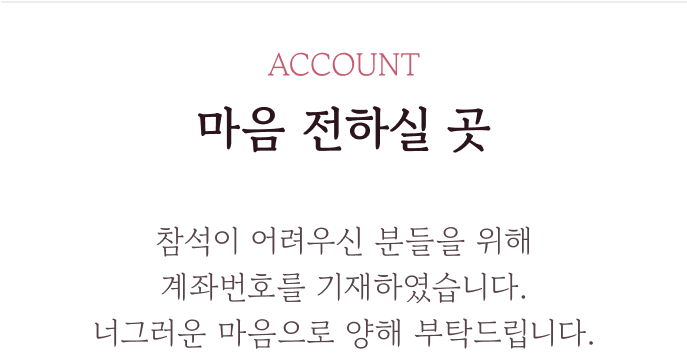 ACCOUNT
마음 전하실 곳
참석이 어려우신 분들을 위해
계좌번호를 기재하였습니다.
너그러운 마음으로 양해 부탁드립니다.